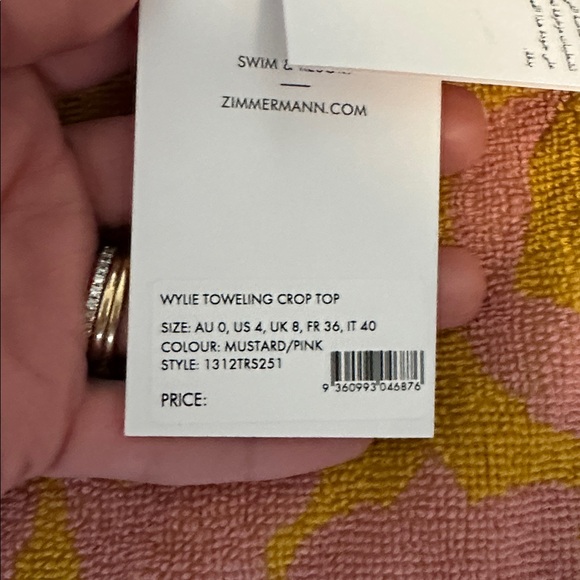 SWIM &
ZIMMERMANN.COM
WYLIE TOWELING CROP TOP
SIZE: AU 0, US 4, UK 8, FR 36, IT 40
COLOUR: MUSTARD/PINK
STYLE: 1312TRS251
9 360993 046876
PRICE: